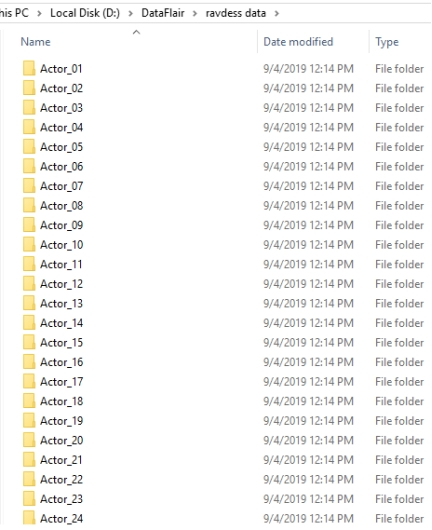 his PC > Local Disk (D:) > DataFlair > ravdess data >
Name Date modified Type
Actor_01 9/4/2019 12:14 PM File folder
Actor_02 9/4/2019 12:14 PM File folder
Actor_03 9/4/2019 12:14 PM File folder
Actor_04 9/4/2019 12:14 PM File folder
Actor_05 9/4/2019 12:14 PM File folder
Actor_06 9/4/2019 12:14 PM File folder
Actor_07 9/4/2019 12:14 PM File folder
Actor_08 9/4/2019 12:14 PM File folder
Actor_09 9/4/2019 12:14 PM File folder
Actor_10 9/4/2019 12:14 PM File folder
Actor_11 9/4/2019 12:14 PM File folder
Actor_12 9/4/2019 12:14 PM File folder
Actor_13 9/4/2019 12:14 PM File folder
Actor_14 9/4/2019 12:14 PM File folder
Actor_15 9/4/2019 12:14 PM File folder
Actor_16 9/4/2019 12:14 PM File folder
Actor_17 9/4/2019 12:14 PM File folder
Actor_18 9/4/2019 12:14 PM File folder
Actor_19 9/4/2019 12:14 PM File folder
Actor_20 9/4/2019 12:14 PM File folder
Actor_21 9/4/2019 12:14 PM File folder
Actor_22 9/4/2019 12:14 PM File folder
Actor_23 9/4/2019 12:14 PM File folder
Actor_24 9/4/2019 12:14 PM File folder